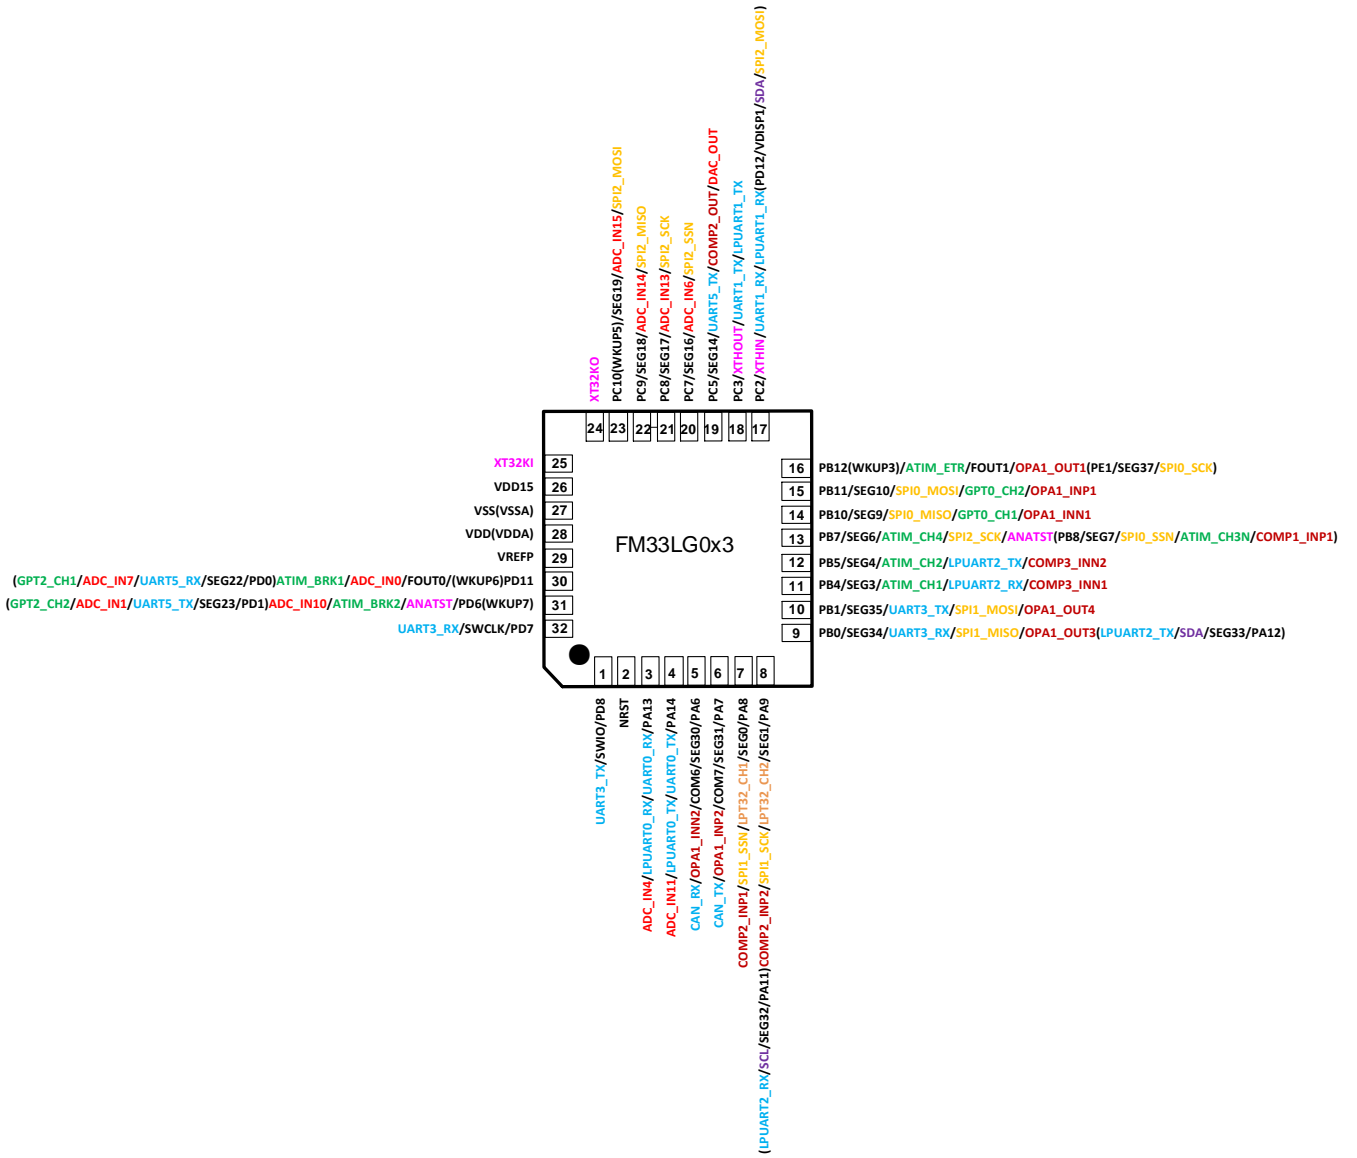 PC2/XTHIN/UART1_RX/LPUART1_RX(PD12/VDISP1/SDA/SPI2_MOSI)
PC3/XTHOUT/UART1_TX/LPUART1_TX
PC5/SEG14/UART5_TX/COMP2_OUT/DAC_OUT
PC7/SEG16/ADC_IN6/SPI2_SSN
PC8/SEG17/ADC_IN13/SPI2_SCK
PC9/SEG18/ADC_IN14/SPI2_MISO
PC10(WKUP5)/SEG19/ADC_IN15/SPI2_MOSI
XT32KO
24 23 22 21 20 19 18 17
XT32KI 25
VDD15 26
VSS(VSSA) 27
VDD(VDDA) 28
VREFP 29
(GPT2_CH1/ADC_IN7/UART5_RX/SEG22/PD0)ATIM_BRK1/ADC_IN0/FOUT0/(WKUP6)PD11 30
(GPT2_CH2/ADC_IN1/UART5_TX/SEG23/PD1)ADC_IN10/ATIM_BRK2/ANATST/PD6(WKUP7) 31
UART3_RX/SWCLK/PD7 32
FM33LG0x3
16 PB12(WKUP3)/ATIM_ETR/FOUT1/OPA1_OUT1(PE1/SEG37/SPI0_SCK)
15 PB11/SEG10/SPI0_MOSI/GPT0_CH2/OPA1_INP1
14 PB10/SEG9/SPI0_MISO/GPT0_CH1/OPA1_INN1
13 PB7/SEG6/ATIM_CH4/SPI2_SCK/ANATST(PB8/SEG7/SPI0_SSN/ATIM_CH3N/COMP1_INP1)
12 PB5/SEG4/ATIM_CH2/LPUART2_TX/COMP3_INN2
11 PB4/SEG3/ATIM_CH1/LPUART2_RX/COMP3_INN1
10 PB1/SEG35/UART3_TX/SPI1_MOSI/OPA1_OUT4
9 PB0/SEG34/UART3_RX/SPI1_MISO/OPA1_OUT3(LPUART2_TX/SDA/SEG33/PA12)
1 2 3 4 5 6 7 8
UART3_TX/SWIO/PD8
NRST
ADC_IN4/LPUART0_RX/UART0_RX/PA13
ADC_IN11/LPUART0_TX/UART0_TX/PA14
CAN_RX/OPA1_INN2/COM6/SEG30/PA6
CAN_TX/OPA1_INP2/COM7/SEG31/PA7
COMP2_INP1/SPI1_SSN/LPT32_CH1/SEG0/PA8
(LPUART2_RX/SCL/SEG32/PA11)COMP2_INP2/SPI1_SCK/LPT32_CH2/SEG1/PA9